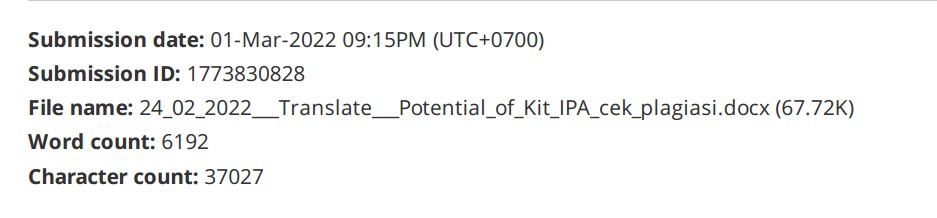 Submission date: 01-Mar-2022 09:15PM (UTC+0700)
Submission ID: 1773830828
File name: 24_02_2022___Translate___Potential_of_Kit_IPA_cek_plagiasi.docx (67.72K)
Word count: 6192
Character count: 37027